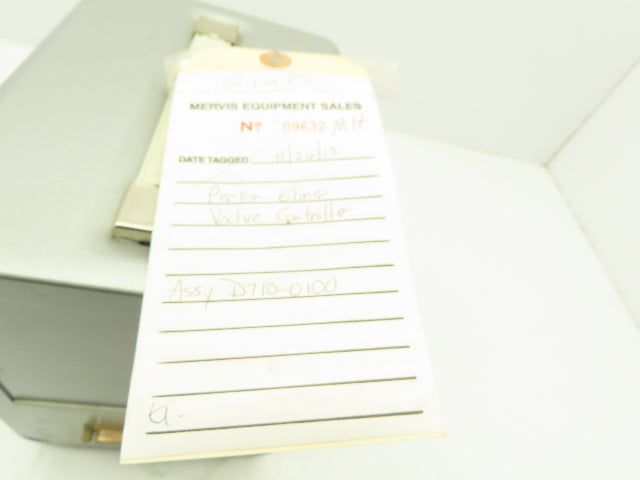 MERVIS EQUIPMENT SALES
Nº 09632 MH
DATE TAGGED 11/26/13
Perkin Elmer
Valve Controller
Assy D710-0100